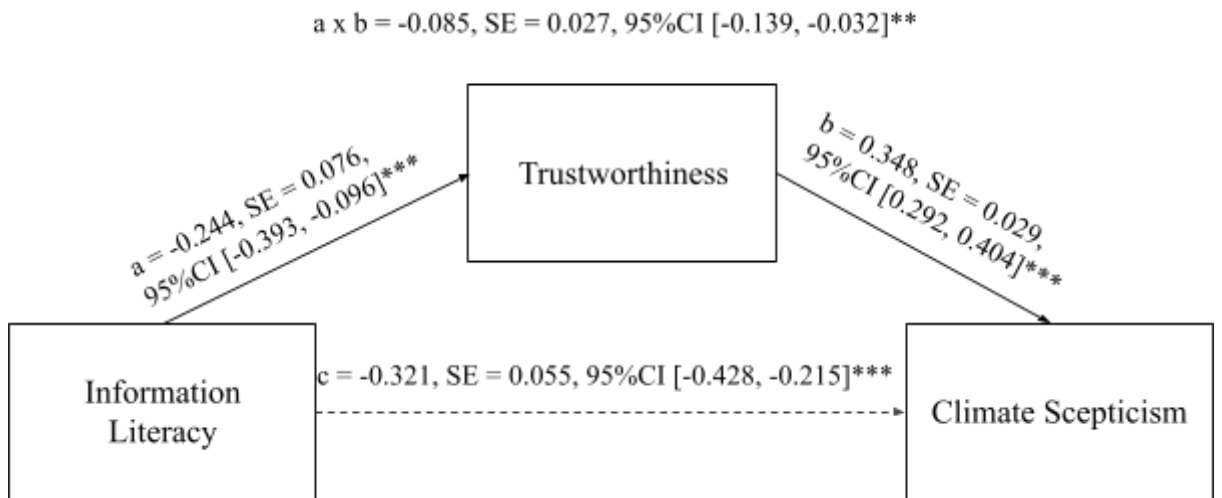 a x b = -0.085, SE = 0.027, 95%CI [-0.139, -0.032]**
Trustworthiness
a = -0.244, SE = 0.076,
95%CI [-0.393, -0.096]***
b = 0.348, SE = 0.029,
95%CI [0.292, 0.404]***
c = -0.321, SE = 0.055, 95%CI [-0.428, -0.215]***
Information
Literacy
Climate Scepticism